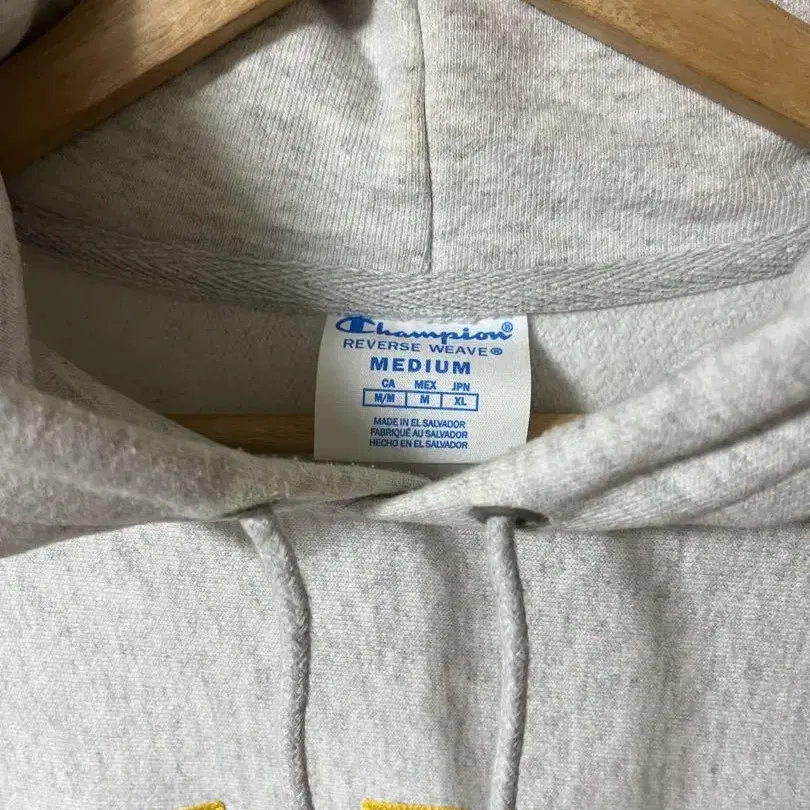 Champion®
REVERSE WEAVE®
MEDIUM
CA MEX JPN
M/M M XL
MADE IN EL SALVADOR
FABRIQUÉ AU SALVADOR
HECHO EN EL SALVADOR